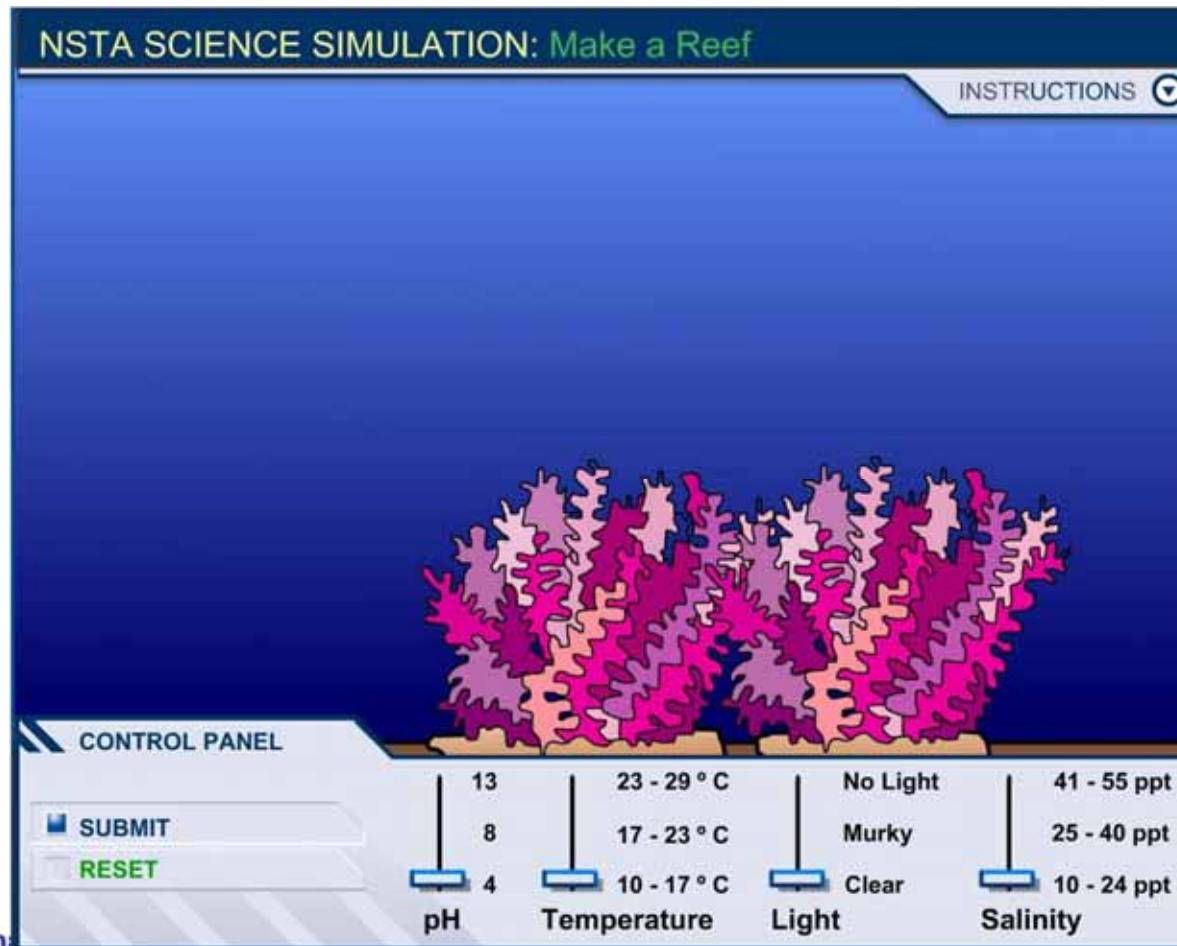 NSTA SCIENCE SIMULATION: Make a Reef
INSTRUCTIONS
CONTROL PANEL
SUBMIT
RESET
13 23 - 29 º C No Light 41 - 55 ppt
8 17 - 23 º C Murky 25 - 40 ppt
4 10 - 17 º C Clear 10 - 24 ppt
pH Temperature Light Salinity